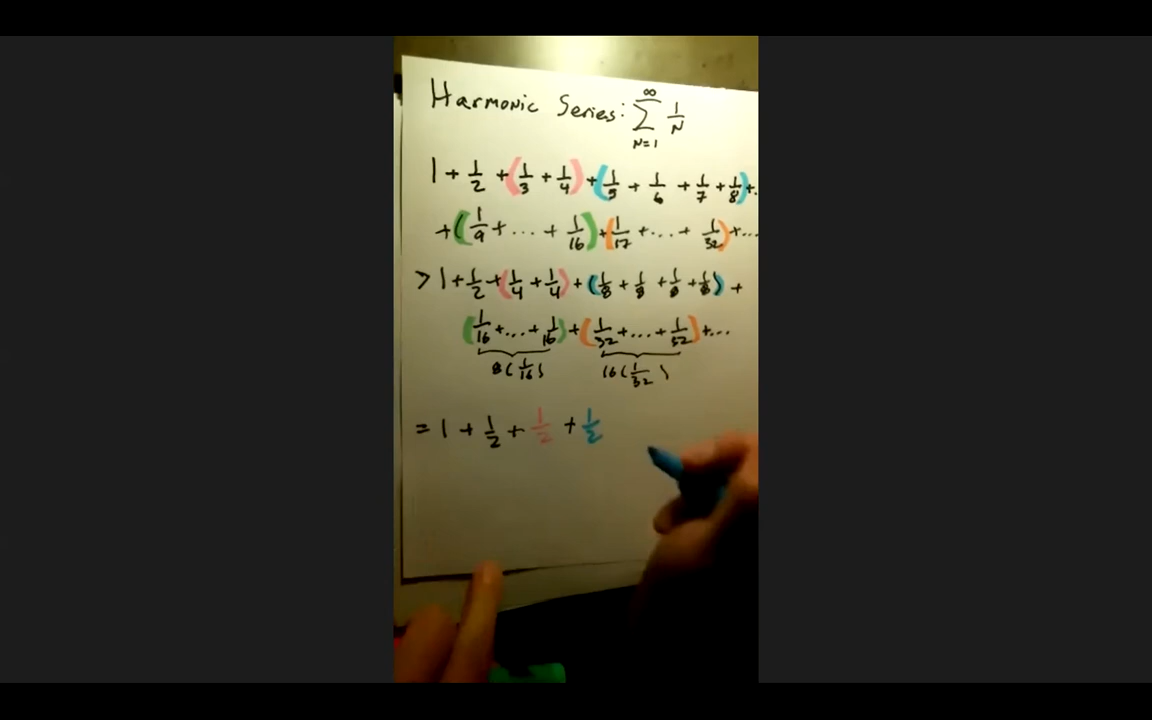 Harmonic Series: ∞∑N=1 1/N
1 + 1/2 + (1/3 + 1/4) + (1/5 + 1/6 + 1/7 + 1/8) + ..
+ (1/9 + ... + 1/16) + (1/17 + ... + 1/32) + ...
> 1 + 1/2 + (1/4 + 1/4) + (1/8 + 1/8 + 1/8 + 1/8) +
(1/16 + ... + 1/16) + (1/32 + ... + 1/32) + ...
8(1/16) 16(1/32)
= 1 + 1/2 + 1/2 + 1/2